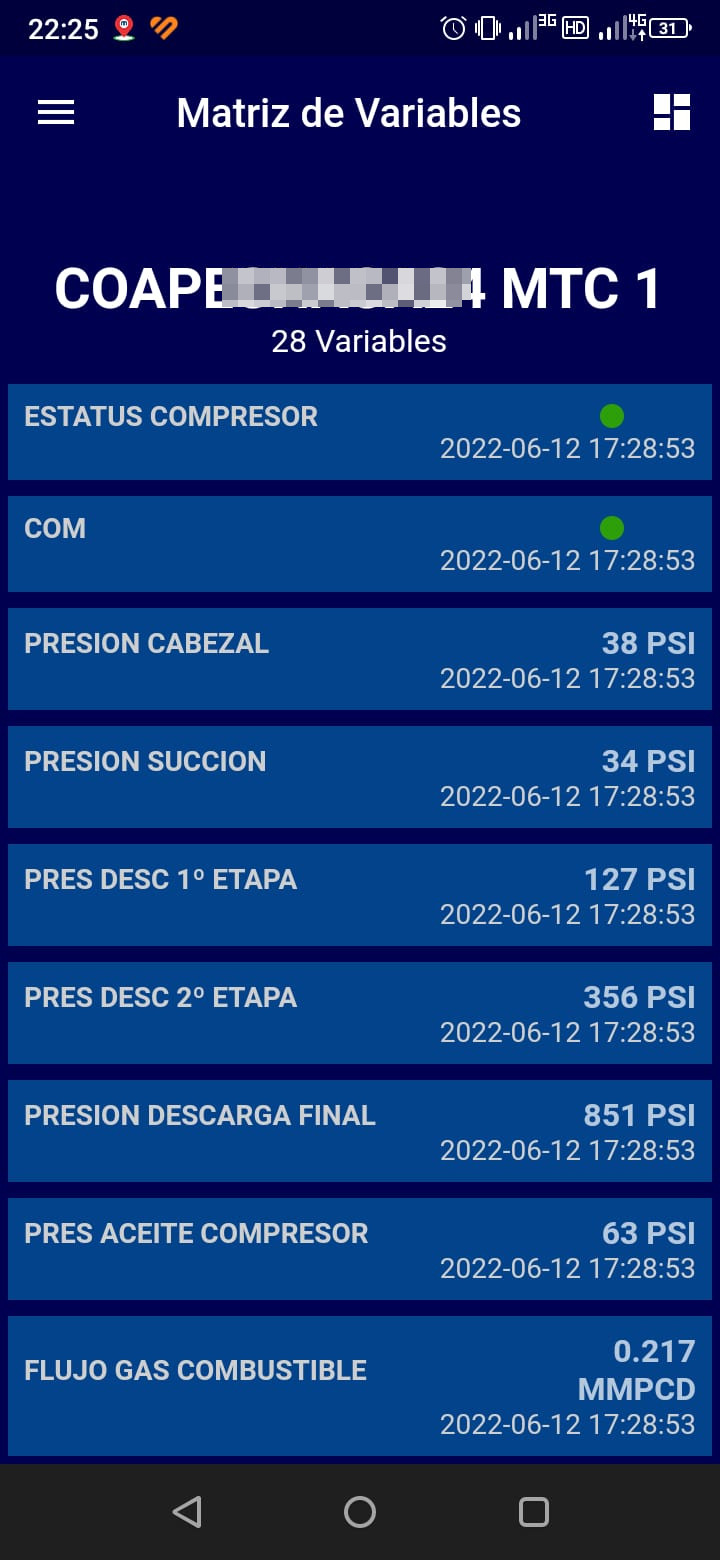 22:25
3G HD 4G 31
Matriz de Variables
MTC 1
28 Variables
ESTATUS COMPRESOR
2022-06-12 17:28:53
COM
2022-06-12 17:28:53
PRESION CABEZAL
38 PSI
2022-06-12 17:28:53
PRESION SUCCION
34 PSI
2022-06-12 17:28:53
PRES DESC 1º ETAPA
127 PSI
2022-06-12 17:28:53
PRES DESC 2º ETAPA
356 PSI
2022-06-12 17:28:53
PRESION DESCARGA FINAL
851 PSI
2022-06-12 17:28:53
PRES ACEITE COMPRESOR
63 PSI
2022-06-12 17:28:53
FLUJO GAS COMBUSTIBLE
0.217
MMPCD
2022-06-12 17:28:53